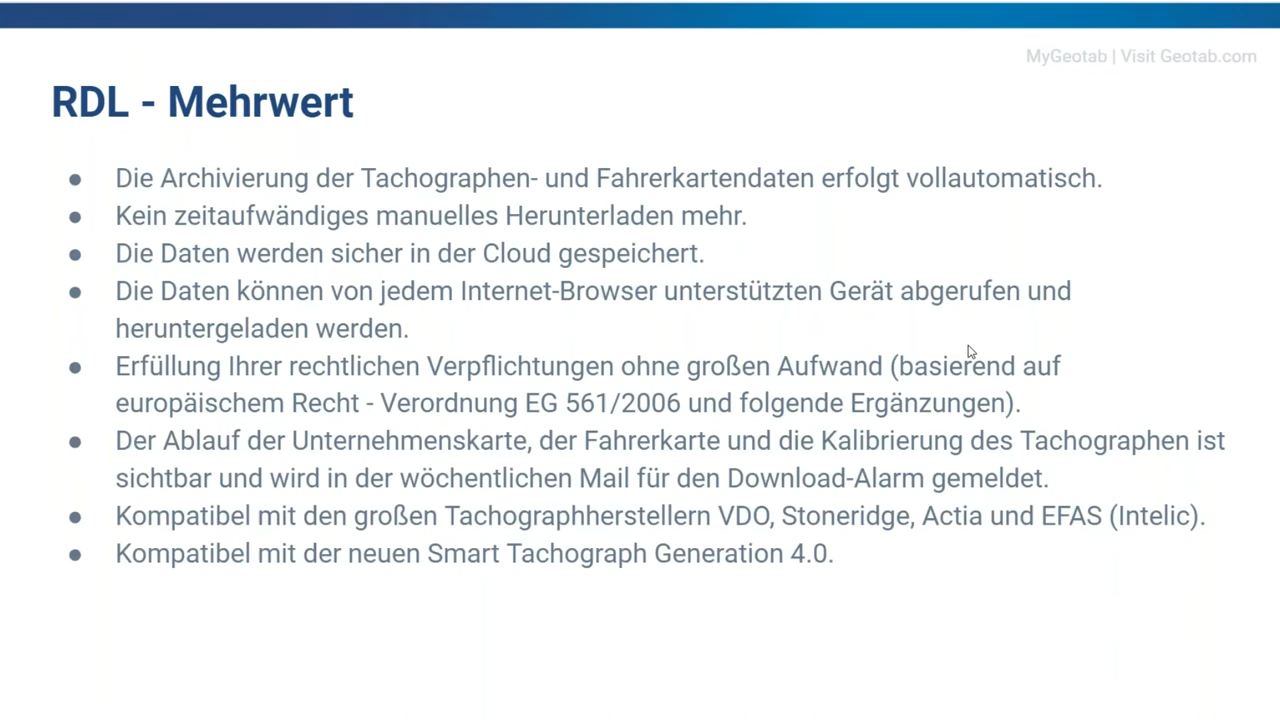 MyGeotab | Visit Geotab.com
RDL - Mehrwert
● Die Archivierung der Tachographen- und Fahrerkartendaten erfolgt vollautomatisch.
● Kein zeitaufwändiges manuelles Herunterladen mehr.
● Die Daten werden sicher in der Cloud gespeichert.
● Die Daten können von jedem Internet-Browser unterstützten Gerät abgerufen und
heruntergeladen werden.
● Erfüllung Ihrer rechtlichen Verpflichtungen ohne großen Aufwand (basierend auf
europäischem Recht - Verordnung EG 561/2006 und folgende Ergänzungen).
● Der Ablauf der Unternehmenskarte, der Fahrerkarte und die Kalibrierung des Tachographen ist
sichtbar und wird in der wöchentlichen Mail für den Download-Alarm gemeldet.
● Kompatibel mit den großen Tachographherstellern VDO, Stoneridge, Actia und EFAS (Intelic).
● Kompatibel mit der neuen Smart Tachograph Generation 4.0.